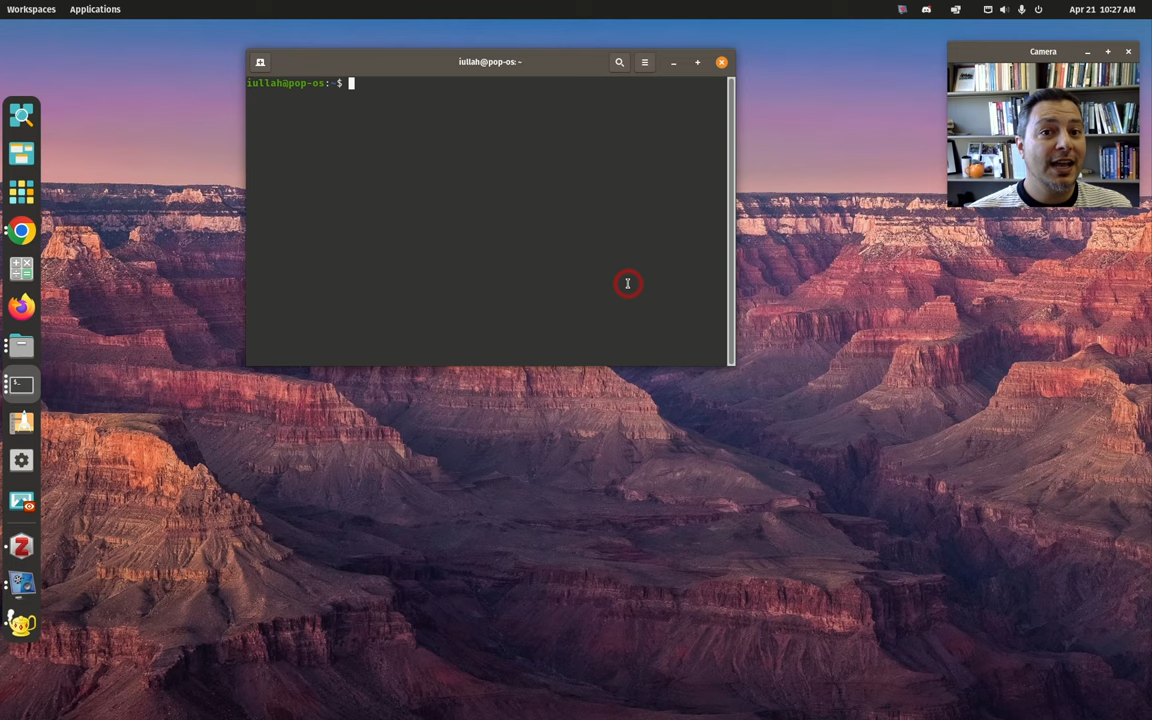 Workspaces Applications Apr 21 10:27 AM
iullah@pop-os: ~
Camera
iullah@pop-os:~$
$_
Z